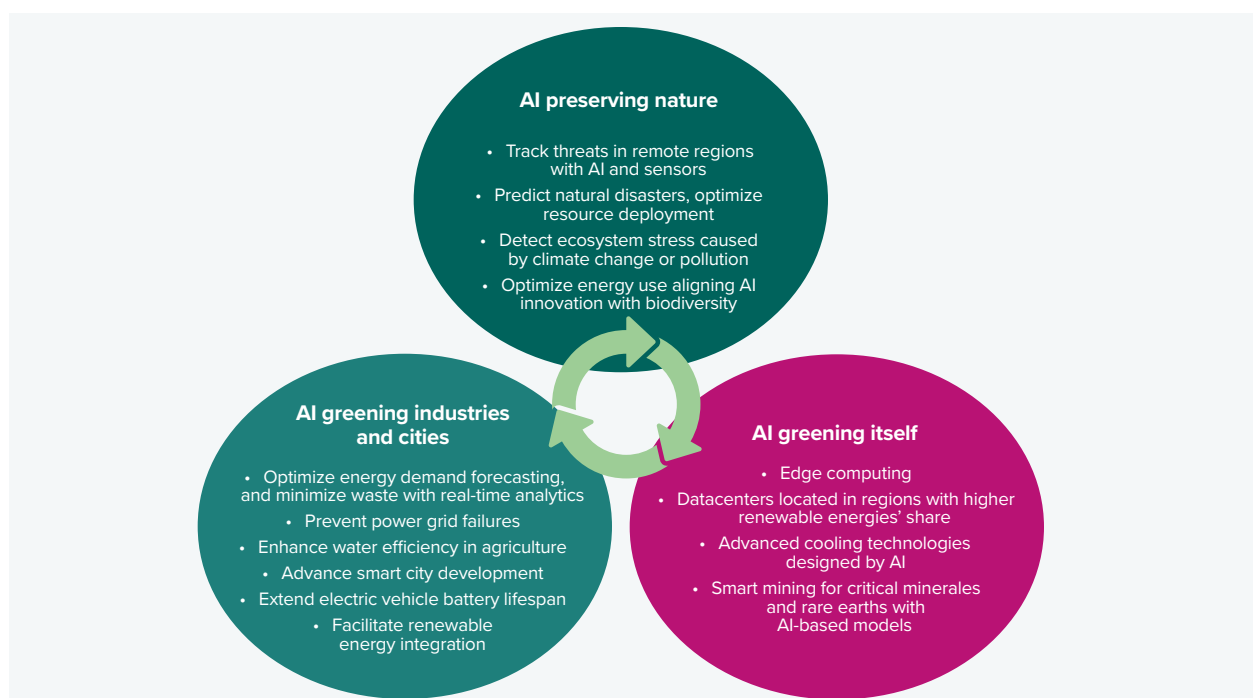 AI preserving nature
• Track threats in remote regions
with AI and sensors
• Predict natural disasters, optimize
resource deployment
• Detect ecosystem stress caused
by climate change or pollution
• Optimize energy use aligning AI
innovation with biodiversity
AI greening industries
and cities
• Optimize energy demand forecasting,
and minimize waste with real-time analytics
• Prevent power grid failures
• Enhance water efficiency in agriculture
• Advance smart city development
• Extend electric vehicle battery lifespan
• Facilitate renewable
energy integration
AI greening itself
• Edge computing
• Datacenters located in regions with higher
renewable energies’ share
• Advanced cooling technologies
designed by AI
• Smart mining for critical minerales
and rare earths with
AI-based models